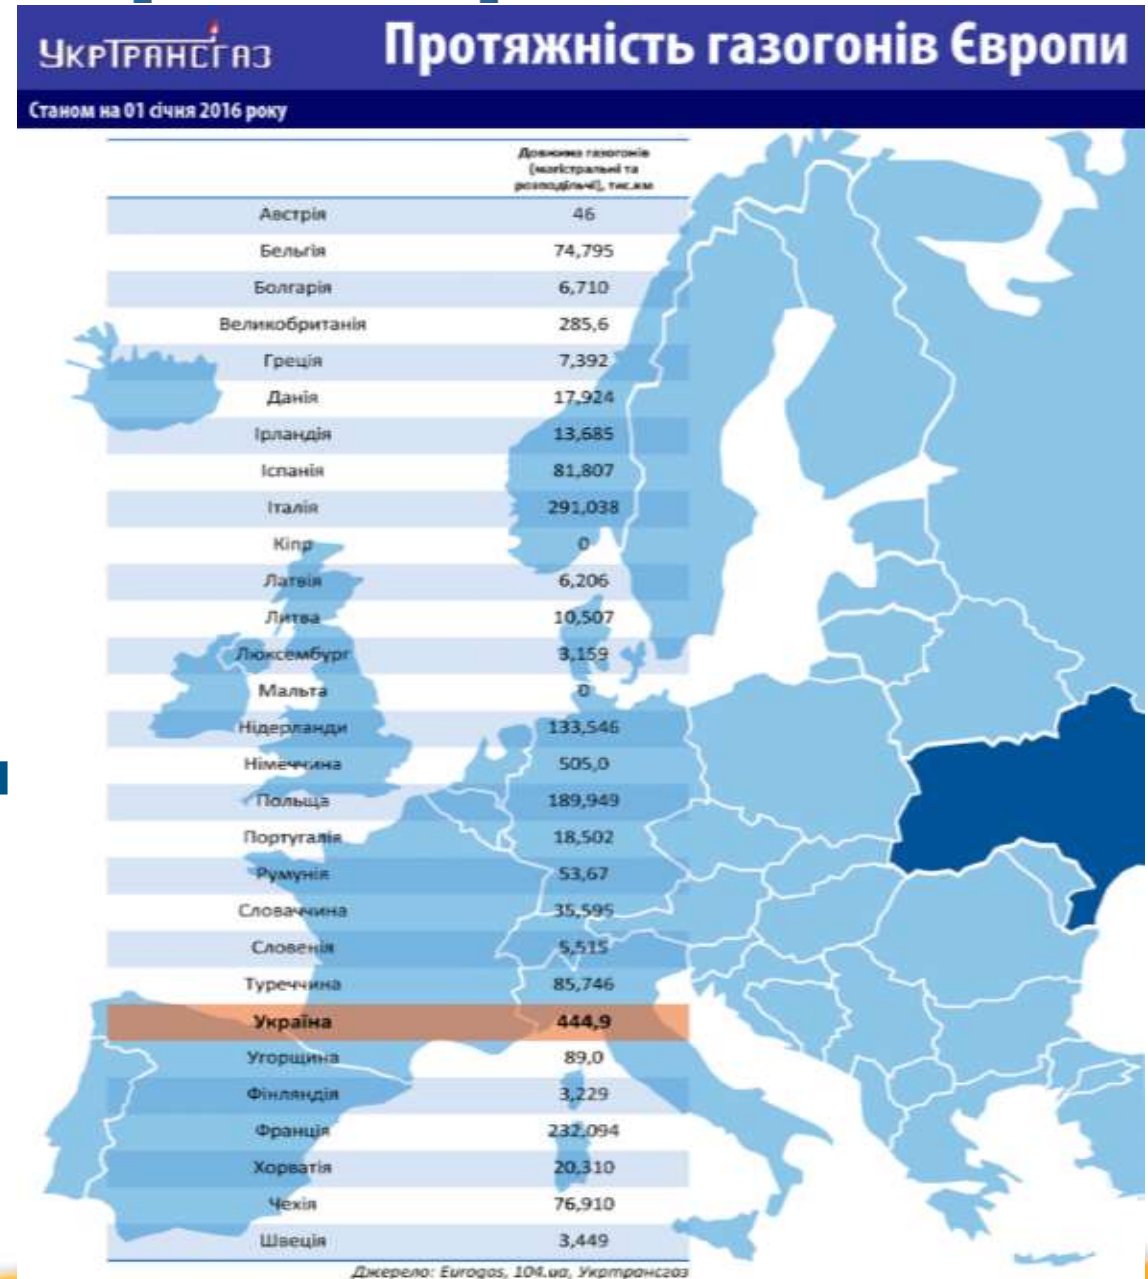 УКРТРАНСГАЗ
Протяжність газогонів Європи
Станом на 01 січня 2016 року
Довжина газогонів
(магістральні та
розподільчі), тис.км
Австрія 46
Бельгія 74,795
Болгарія 6,710
Великобританія 285,6
Греція 7,392
Данія 17,924
Ірландія 13,685
Іспанія 81,807
Італія 291,038
Кіпр 0
Латвія 6,206
Литва 10,507
Люксембург 3,159
Мальта 0
Нідерланди 133,546
Німеччина 505,0
Польща 189,949
Португалія 18,502
Румунія 53,67
Словаччина 35,595
Словенія 5,515
Туреччина 85,746
Україна 444,9
Угорщина 89,0
Фінляндія 3,229
Франція 232,094
Хорватія 20,310
Чехія 76,910
Швеція 3,449
Джерело: Eurogas, 104.ua, Укртрансгаз